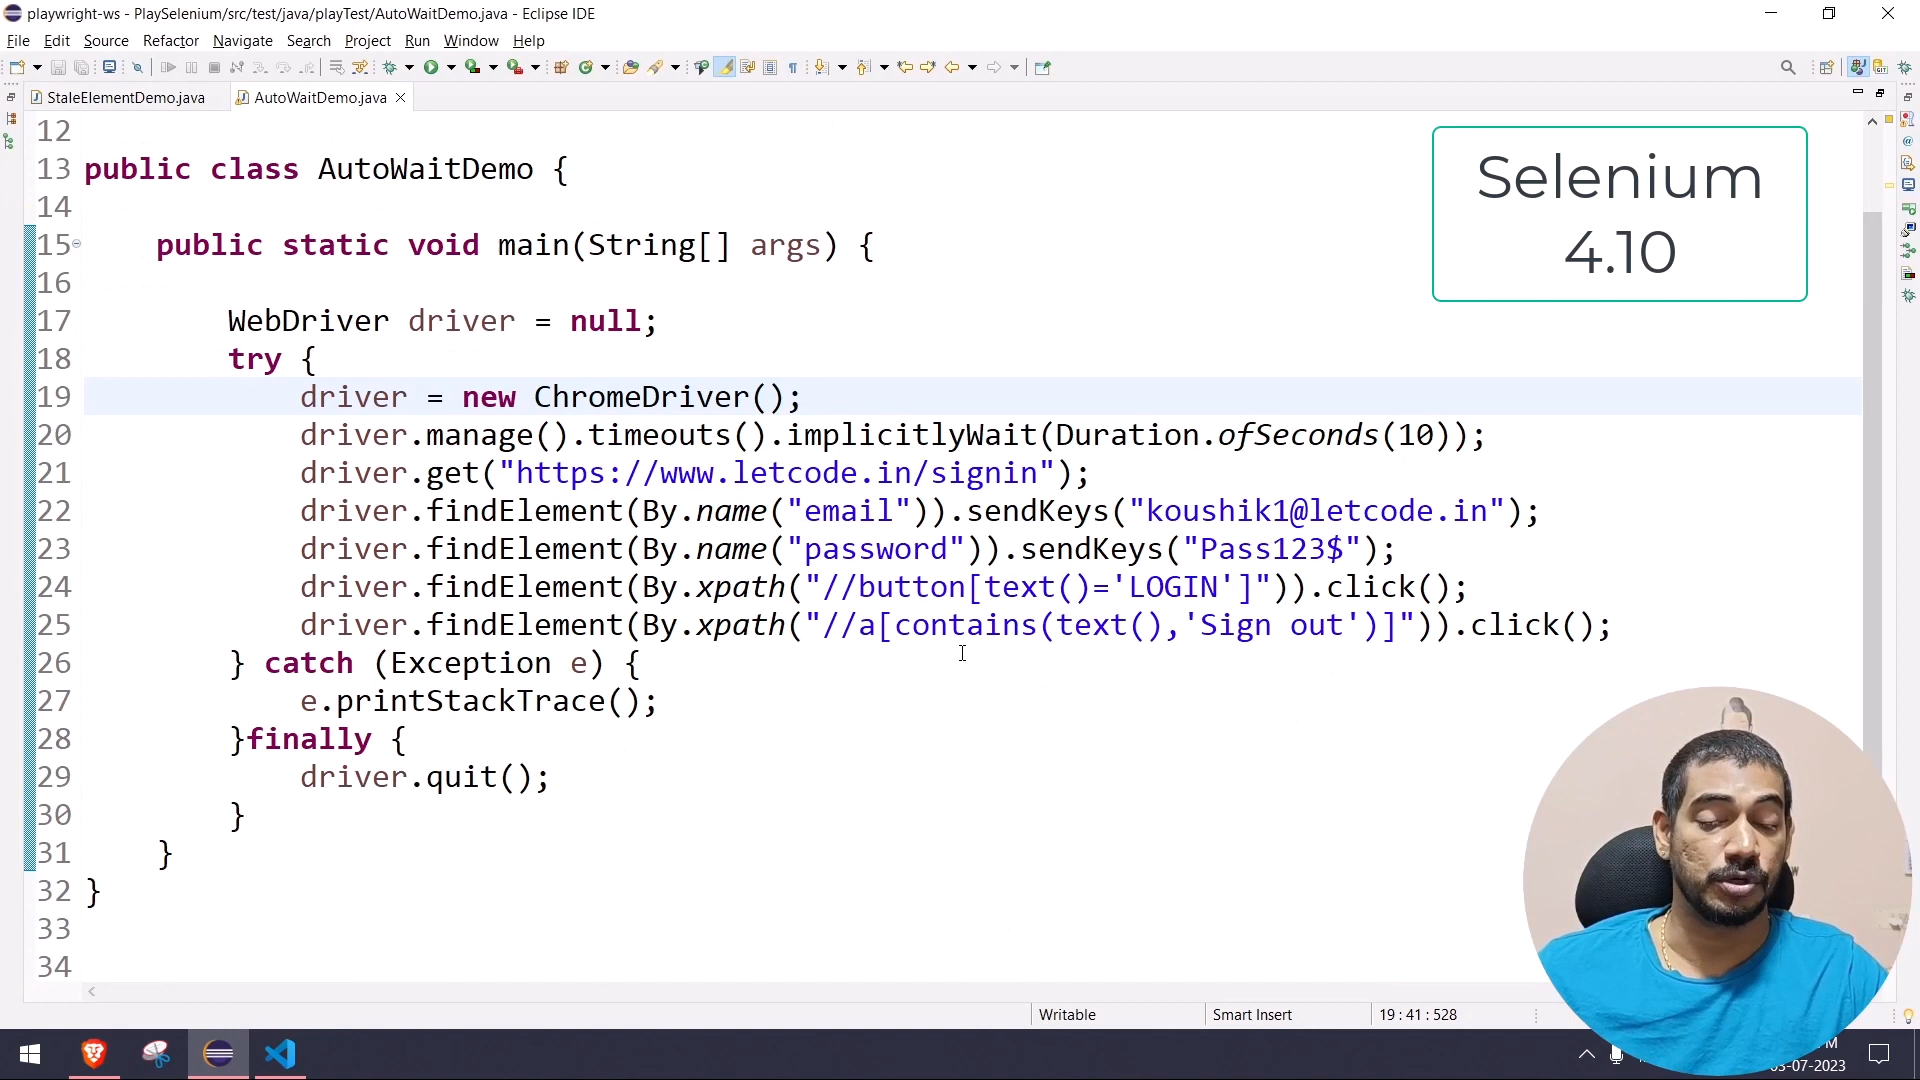 playwright-ws - PlaySelenium/src/test/java/playTest/AutoWaitDemo.java - Eclipse IDE
File Edit Source Refactor Navigate Search Project Run Window Help
StaleElementDemo.java AutoWaitDemo.java
12
13 public class AutoWaitDemo {
14
15 public static void main(String[] args) {
16
17 WebDriver driver = null;
18 try {
19 driver = new ChromeDriver();
20 driver.manage().timeouts().implicitlyWait(Duration.ofSeconds(10));
21 driver.get("https://www.letcode.in/signin");
22 driver.findElement(By.name("email")).sendKeys("koushik1@letcode.in");
23 driver.findElement(By.name("password")).sendKeys("Pass123$");
24 driver.findElement(By.xpath("//button[text()='LOGIN']")).click();
25 driver.findElement(By.xpath("//a[contains(text(),'Sign out')]")).click();
26 } catch (Exception e) {
27 e.printStackTrace();
28 }finally {
29 driver.quit();
30 }
31 }
32 }
33
34
Selenium
4.10
Writable Smart Insert 19 : 41 : 528
M
03-07-2023